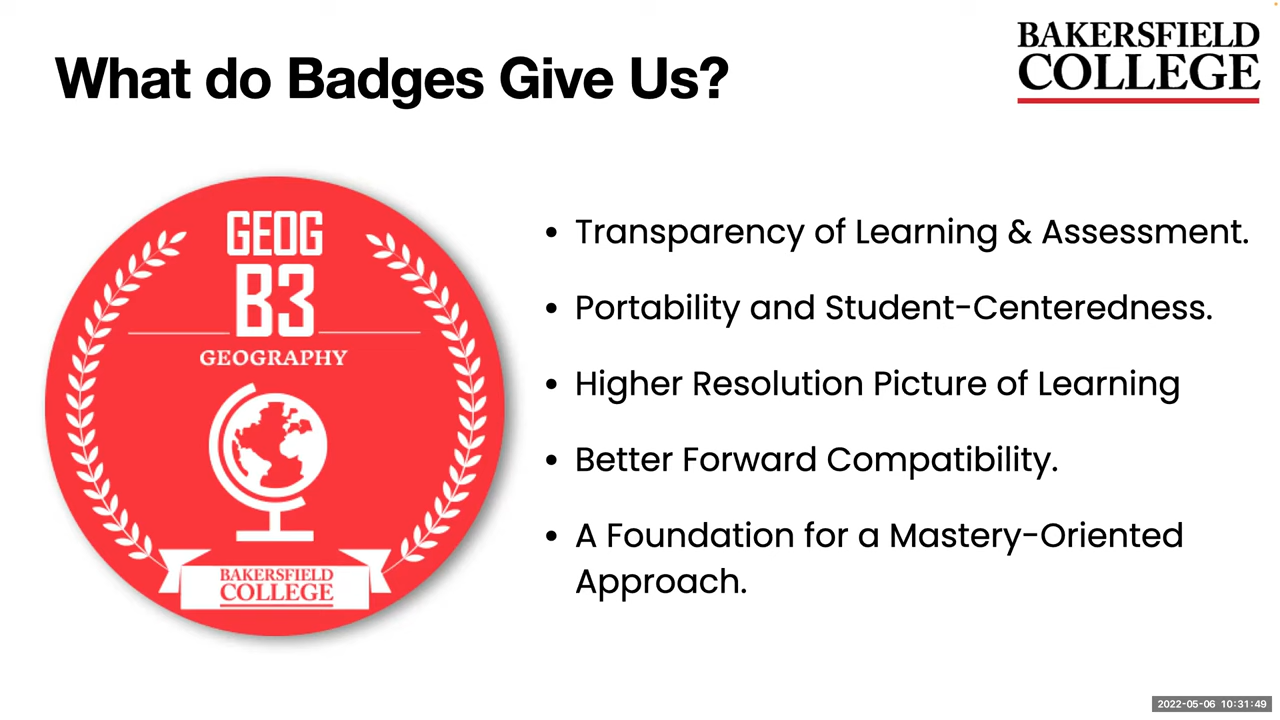 What do Badges Give Us?
BAKERSFIELD
COLLEGE
GEOG
B3
GEOGRAPHY
BAKERSFIELD
COLLEGE
• Transparency of Learning & Assessment.
• Portability and Student-Centeredness.
• Higher Resolution Picture of Learning
• Better Forward Compatibility.
• A Foundation for a Mastery-Oriented
Approach.
2022-05-06 10:31:49